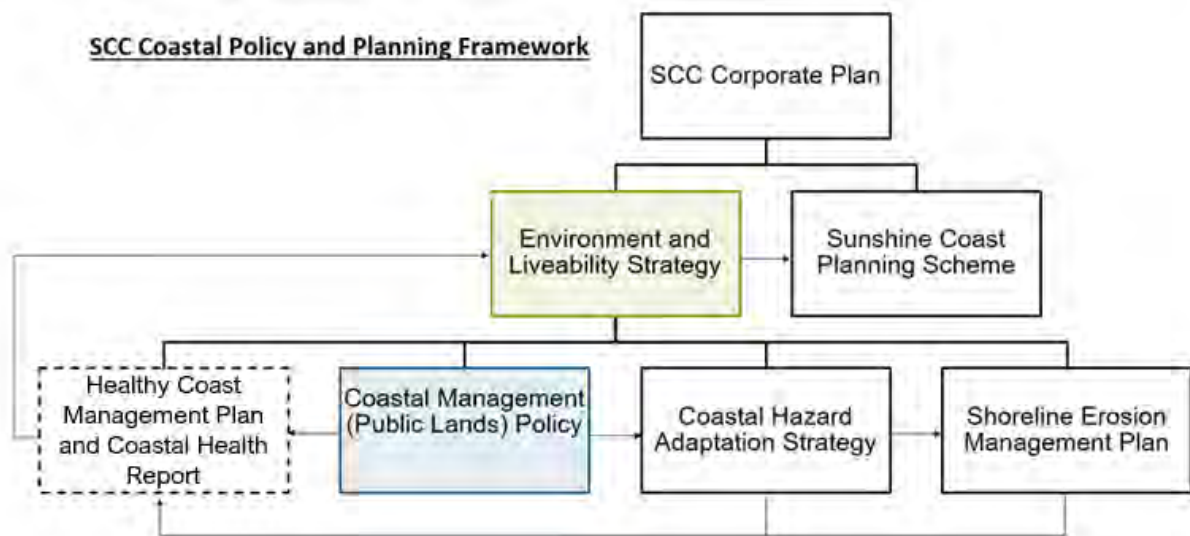 SCC Coastal Policy and Planning Framework
SCC Corporate Plan
Environment and
Liveability Strategy
Sunshine Coast
Planning Scheme
Healthy Coast
Management Plan
and Coastal Health
Report
Coastal Management
(Public Lands) Policy
Coastal Hazard
Adaptation Strategy
Shoreline Erosion
Management Plan